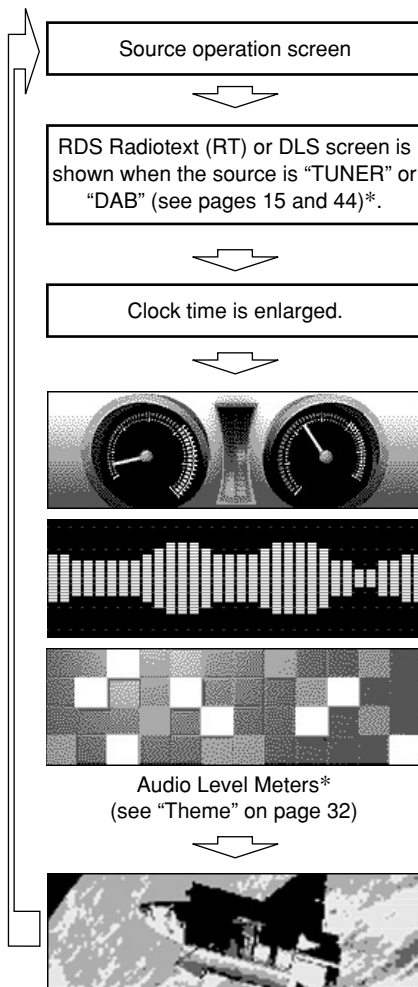 Source operation screen
RDS Radiotext (RT) or DLS screen is
shown when the source is “TUNER” or
“DAB” (see pages 15 and 44)*.
Clock time is enlarged.
Audio Level Meters*
(see “Theme” on page 32)